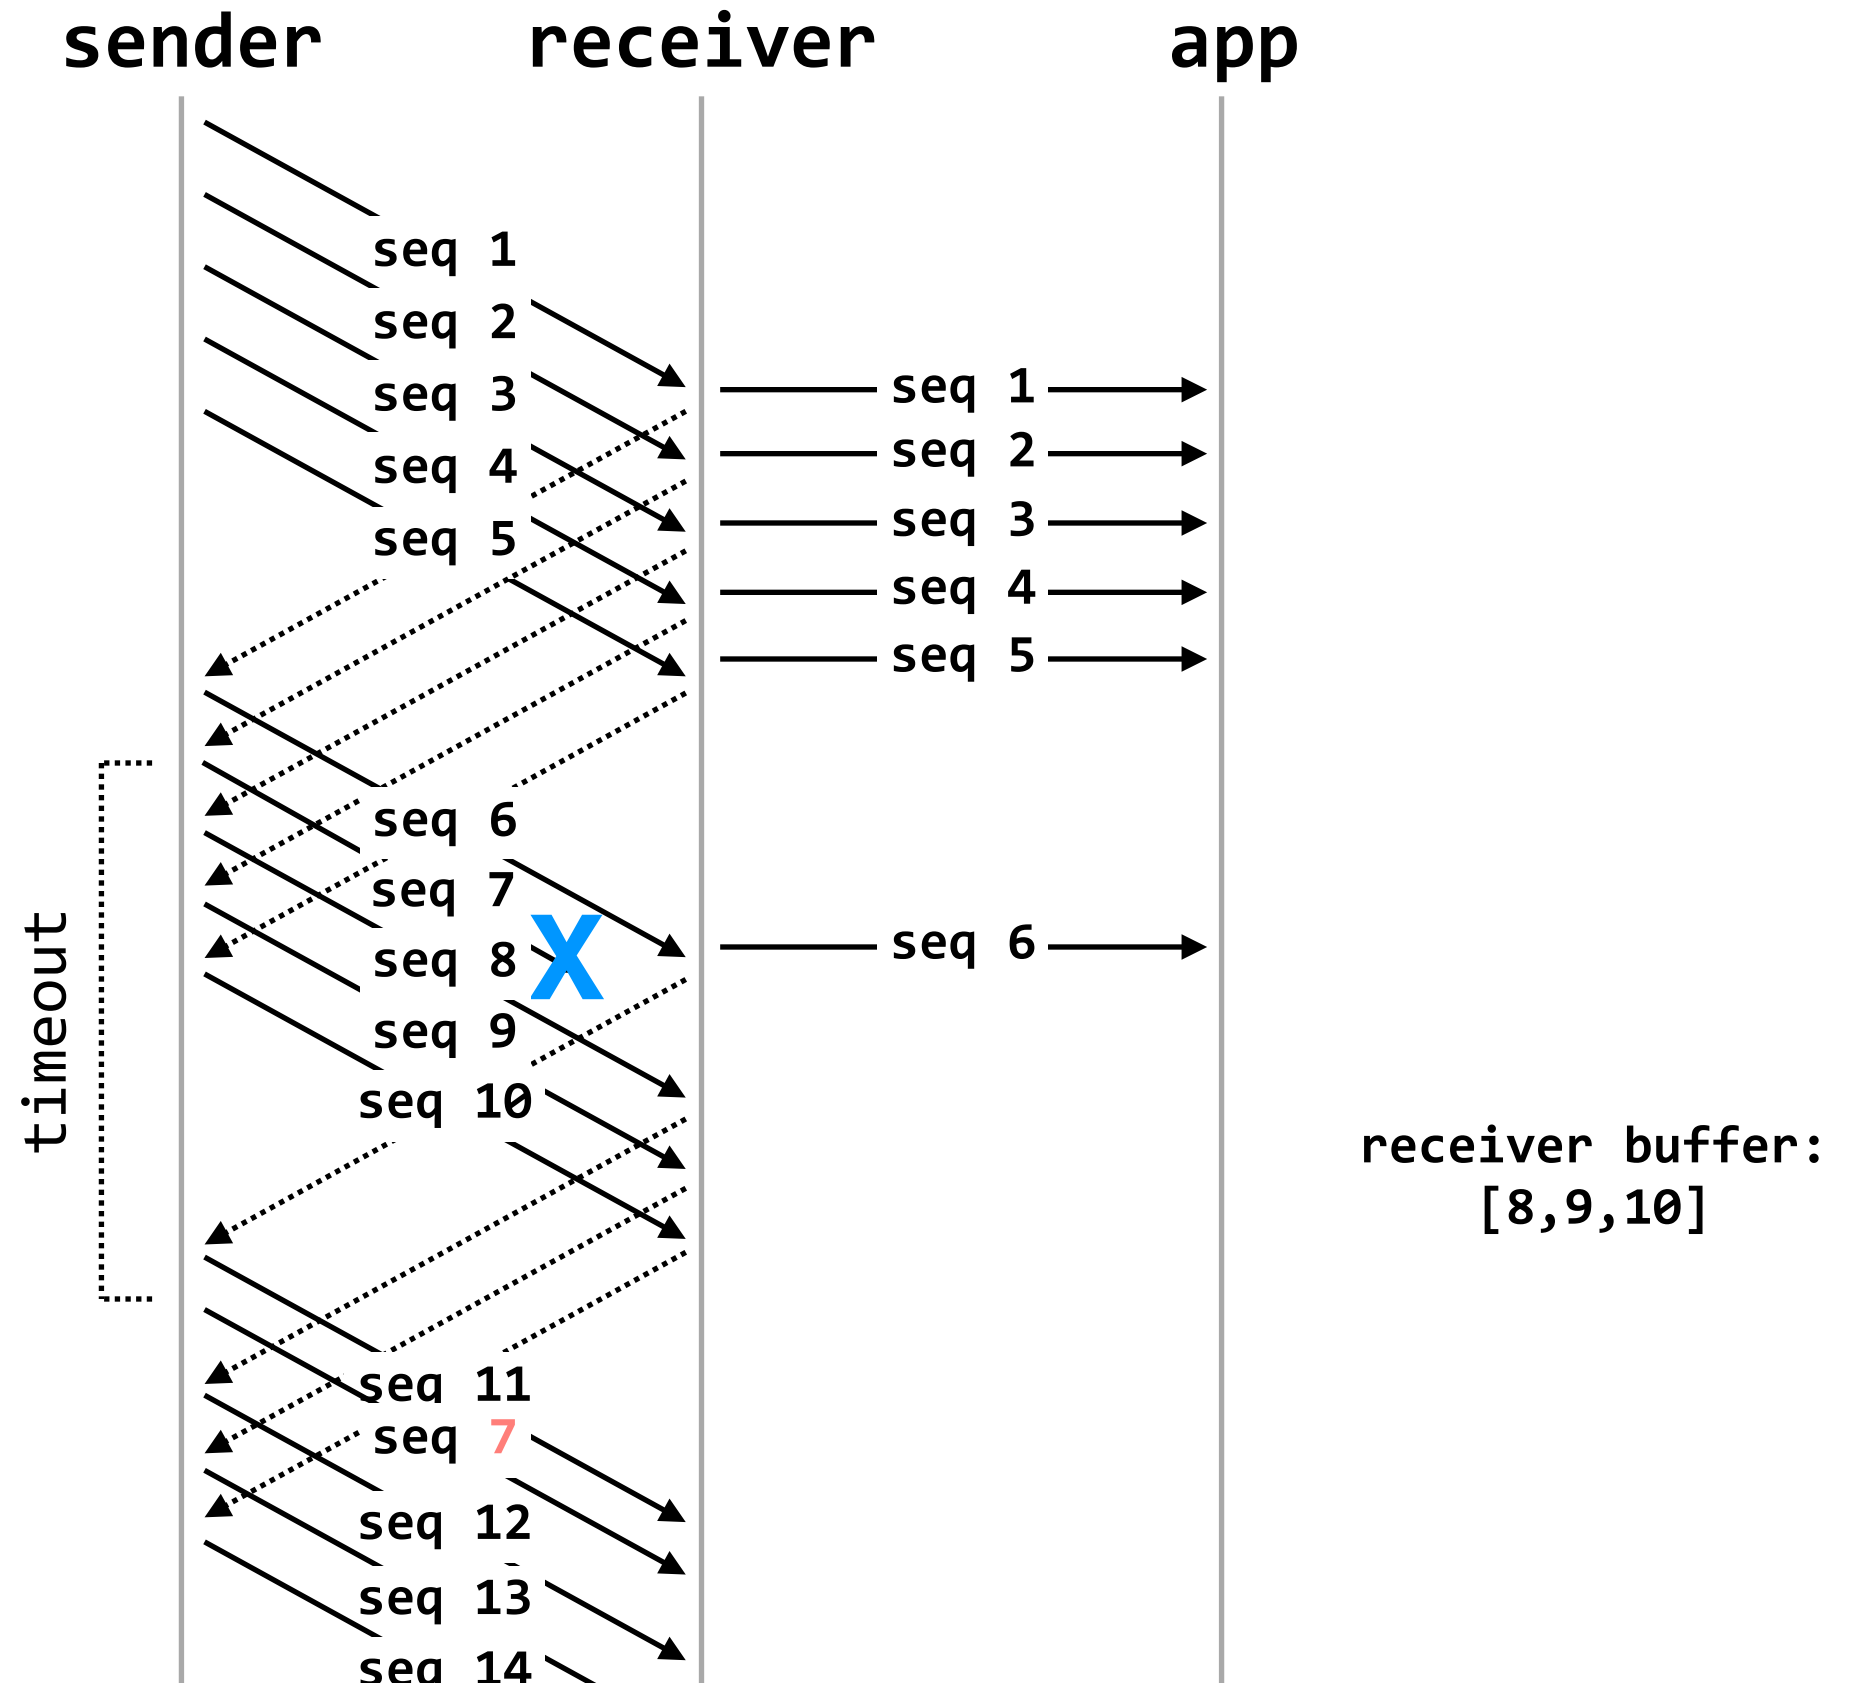 sender
receiver
app
seq 1
seq 2
seq 3
seq 4
seq 5
seq 1
seq 2
seq 3
seq 4
seq 5
timeout
seq 6
seq 7
seq 8
X
seq 9
seq 10
seq 6
receiver buffer:
[8,9,10]
seq 11
seq 7
seq 12
seq 13
seq 14